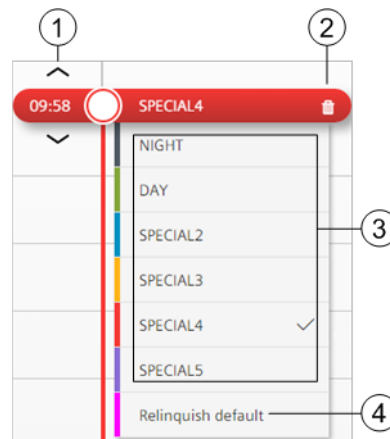 1
2
09:58 SPECIAL4
NIGHT
DAY
SPECIAL2
3
SPECIAL3
SPECIAL4
SPECIAL5
Relinquish default
4